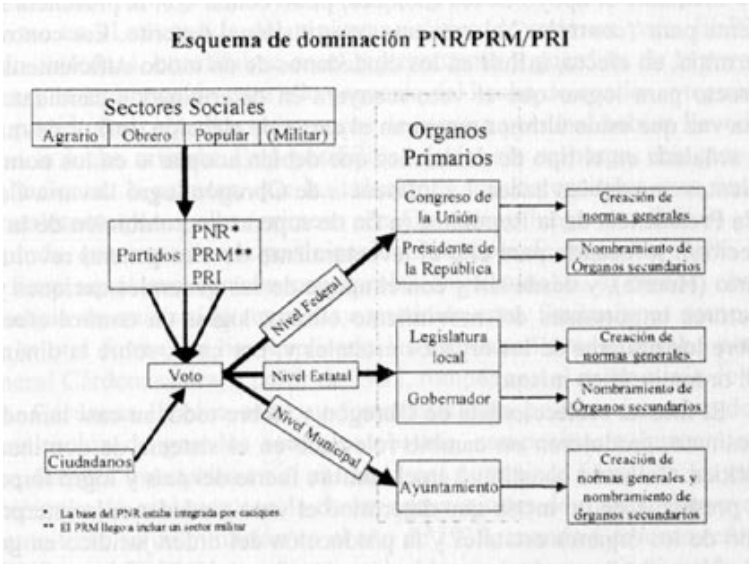 Esquema de dominación PNR/PRM/PRI
Sectores Sociales
Agrario Obrero Popular (Militar)
Partidos
PNR*
PRM**
PRI
Voto
Ciudadanos
Nivel Federal
Nivel Estatal
Nivel Municipal
Organos
Primarios
Congreso de
la Unión
Presidente de
la República
Legislatura
local
Gobernador
Ayuntamiento
Creación de
normas generales
Nombramiento de
Órganos secundarios
Creación de
normas generales
Nombramiento de
Órganos secundarios
Creación de
normas generales y
nombramiento de
órganos secundarios
* La base del PNR estaba integrada por caciques
** El PRM llego a incluir un sector militar